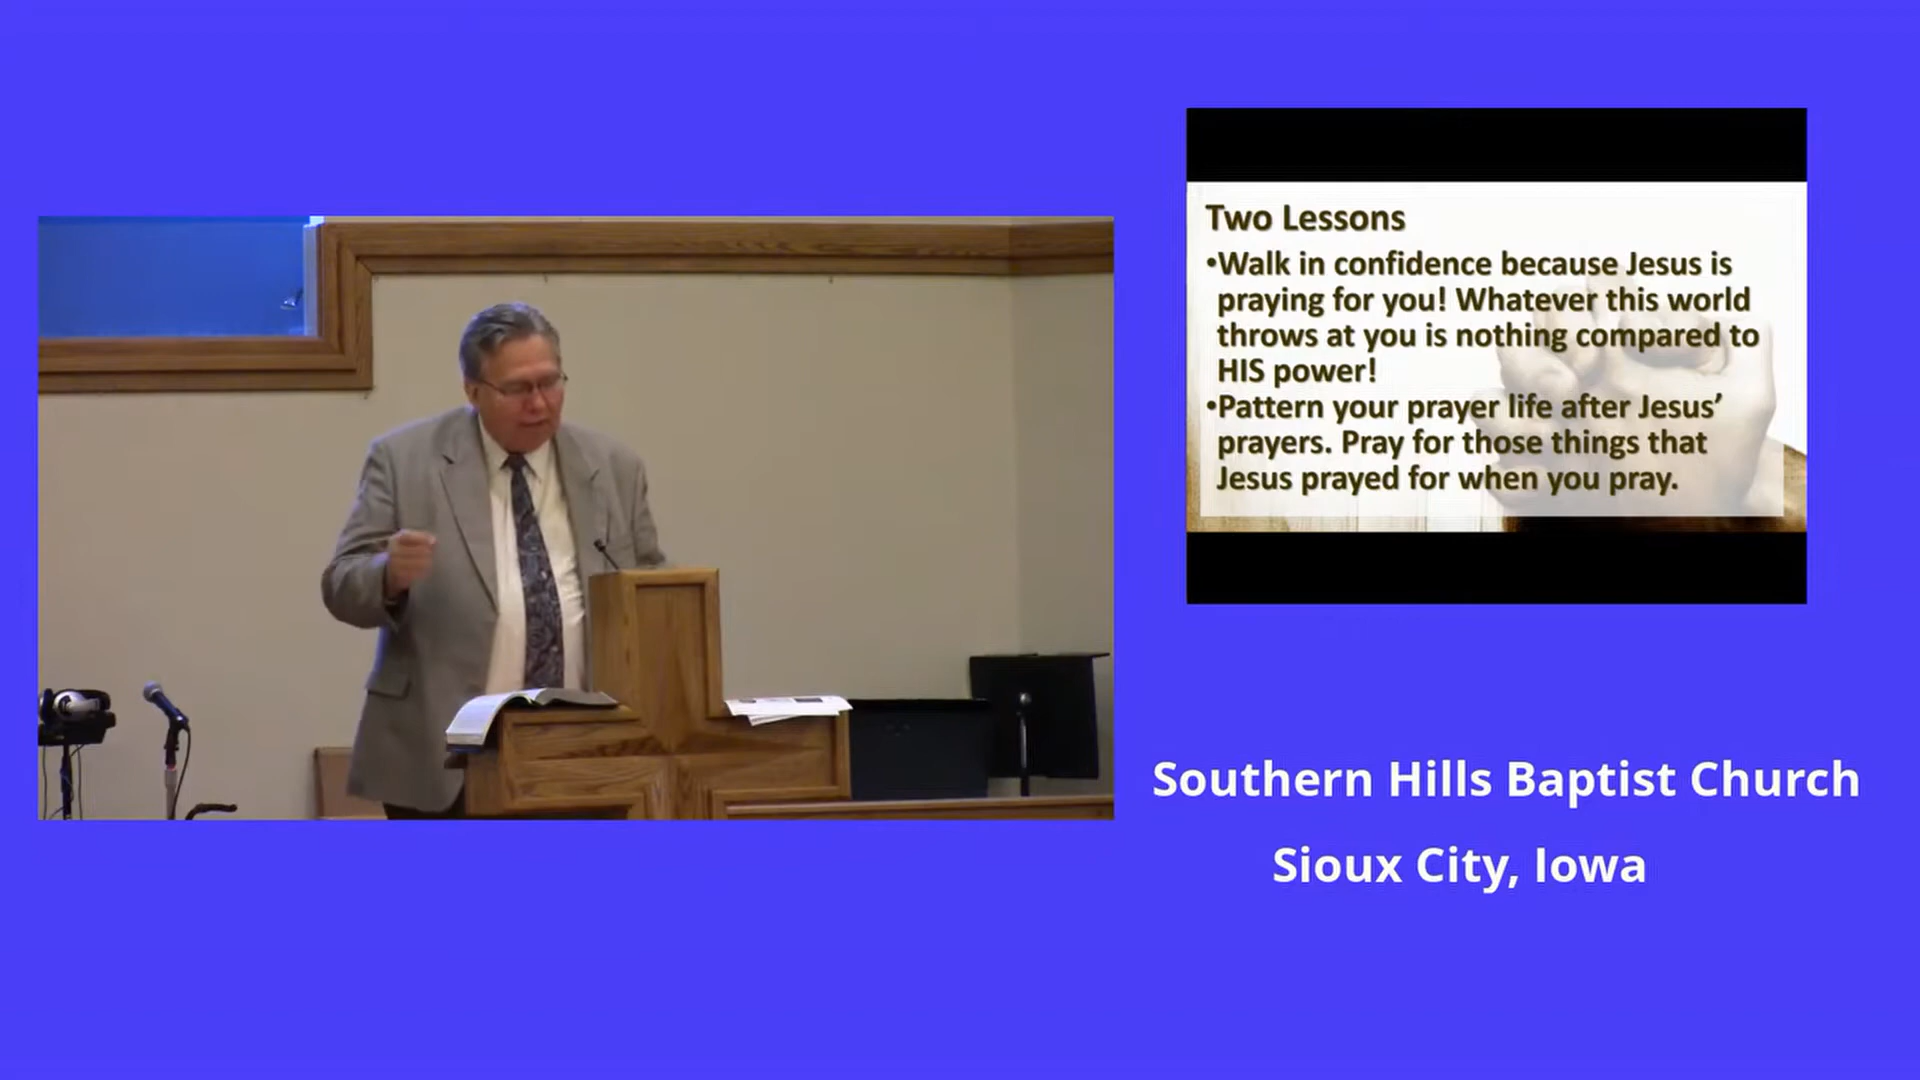 Two Lessons
•Walk in confidence because Jesus is
praying for you! Whatever this world
throws at you is nothing compared to
HIS power!
•Pattern your prayer life after Jesus’
prayers. Pray for those things that
Jesus prayed for when you pray.
Southern Hills Baptist Church
Sioux City, Iowa